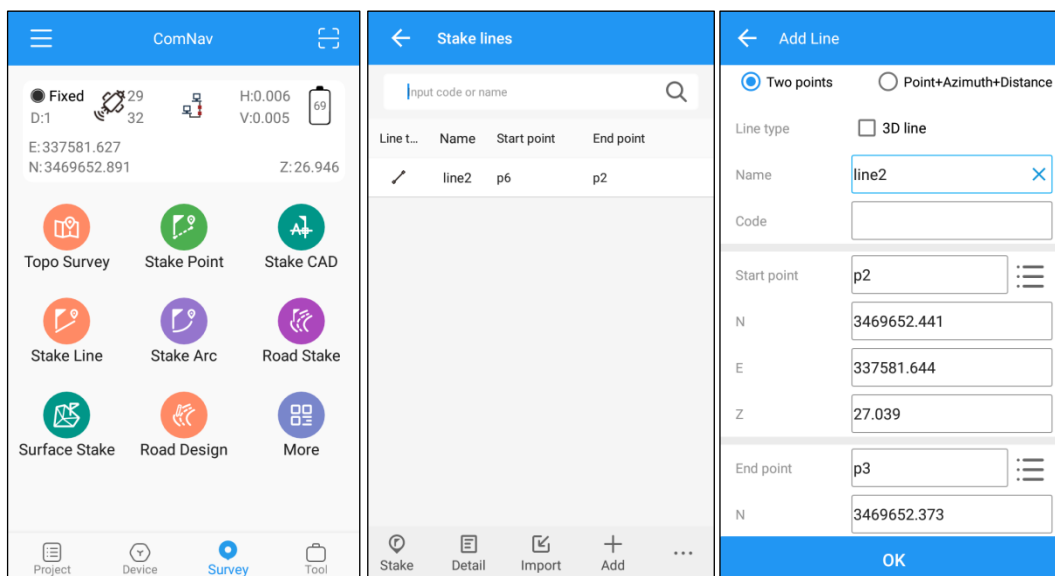 ComNav
Fixed 29 H:0.006 69
D:1 32 V:0.005
E:337581.627
N:3469652.891 Z:26.946
Topo Survey Stake Point Stake CAD
Stake Line Stake Arc Road Stake
Surface Stake Road Design More
Project Device Survey Tool
Stake lines
Input code or name
Line t... Name Start point End point
line2 p6 p2
Stake Detail Import Add ...
Add Line
Two points Point+Azimuth+Distance
Line type 3D line
Name line2
Code
Start point p2
N 3469652.441
E 337581.644
Z 27.039
End point p3
N 3469652.373
OK